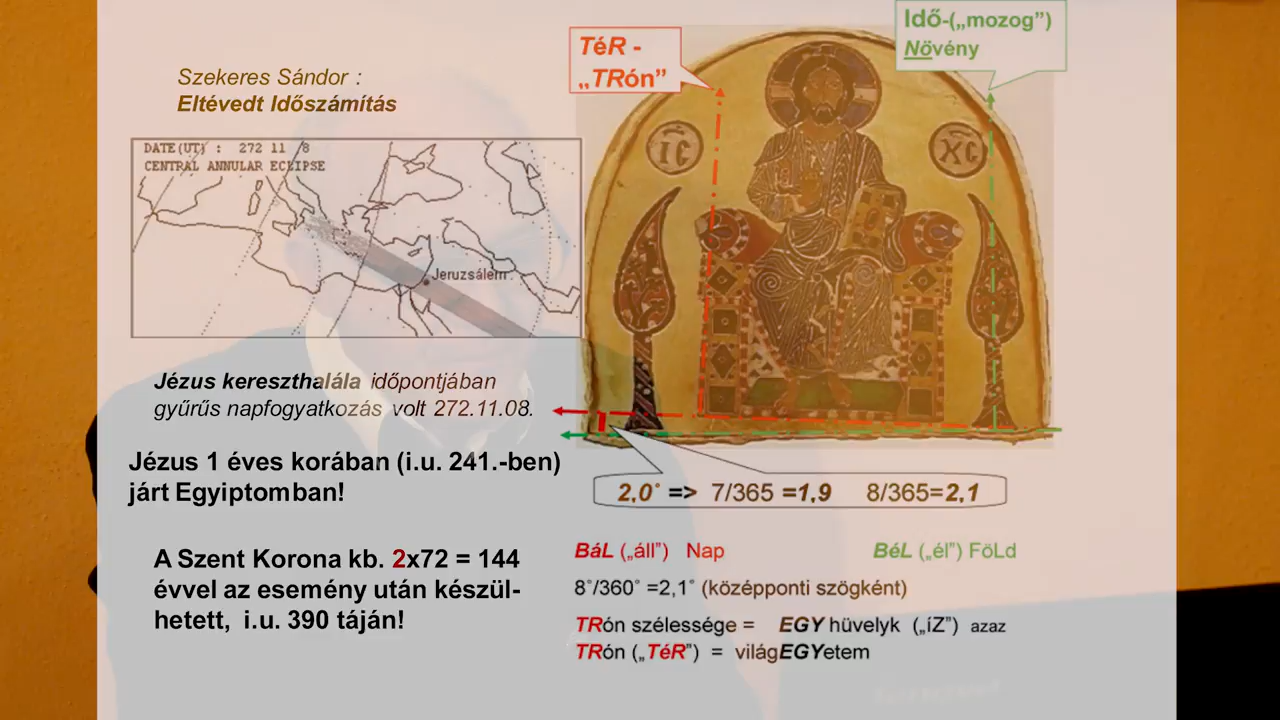 Szekeres Sándor :
Eltévedt Időszámítás
DATE(UT) : 272 11 8
CENTRAL ANNULAR ECLIPSE
Jeruzsálem
Jézus kereszthalála időpontjában
gyűrűs napfogyatkozás volt 272.11.08.
Jézus 1 éves korában (i.u. 241.-ben)
járt Egyiptomban!
A Szent Korona kb. 2x72 = 144
évvel az esemény után készül-
hetett, i.u. 390 táján!
TéR -
„TRón”
Idő-(„mozog”)
Növény
IC
XC
2,0˚ => 7/365 =1,9 8/365=2,1
BáL („áll”) Nap
BéL („él”) FöLd
8˚/360˚ =2,1˚ (középponti szögként)
TRón szélessége = EGY hüvelyk („íZ”) azaz
TRón („TéR”) = világEGYetem